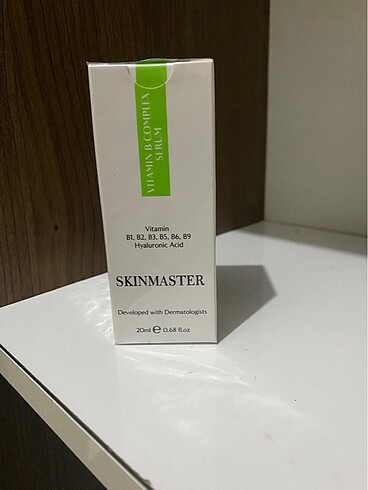 VITAMIN B COMPLEX
SERUM
Vitamin
B1, B2, B3, B5, B6, B9
Hyaluronic Acid
SKINMASTER
Developed with Dermatologists
20ml ℮ 0.68 fl.oz